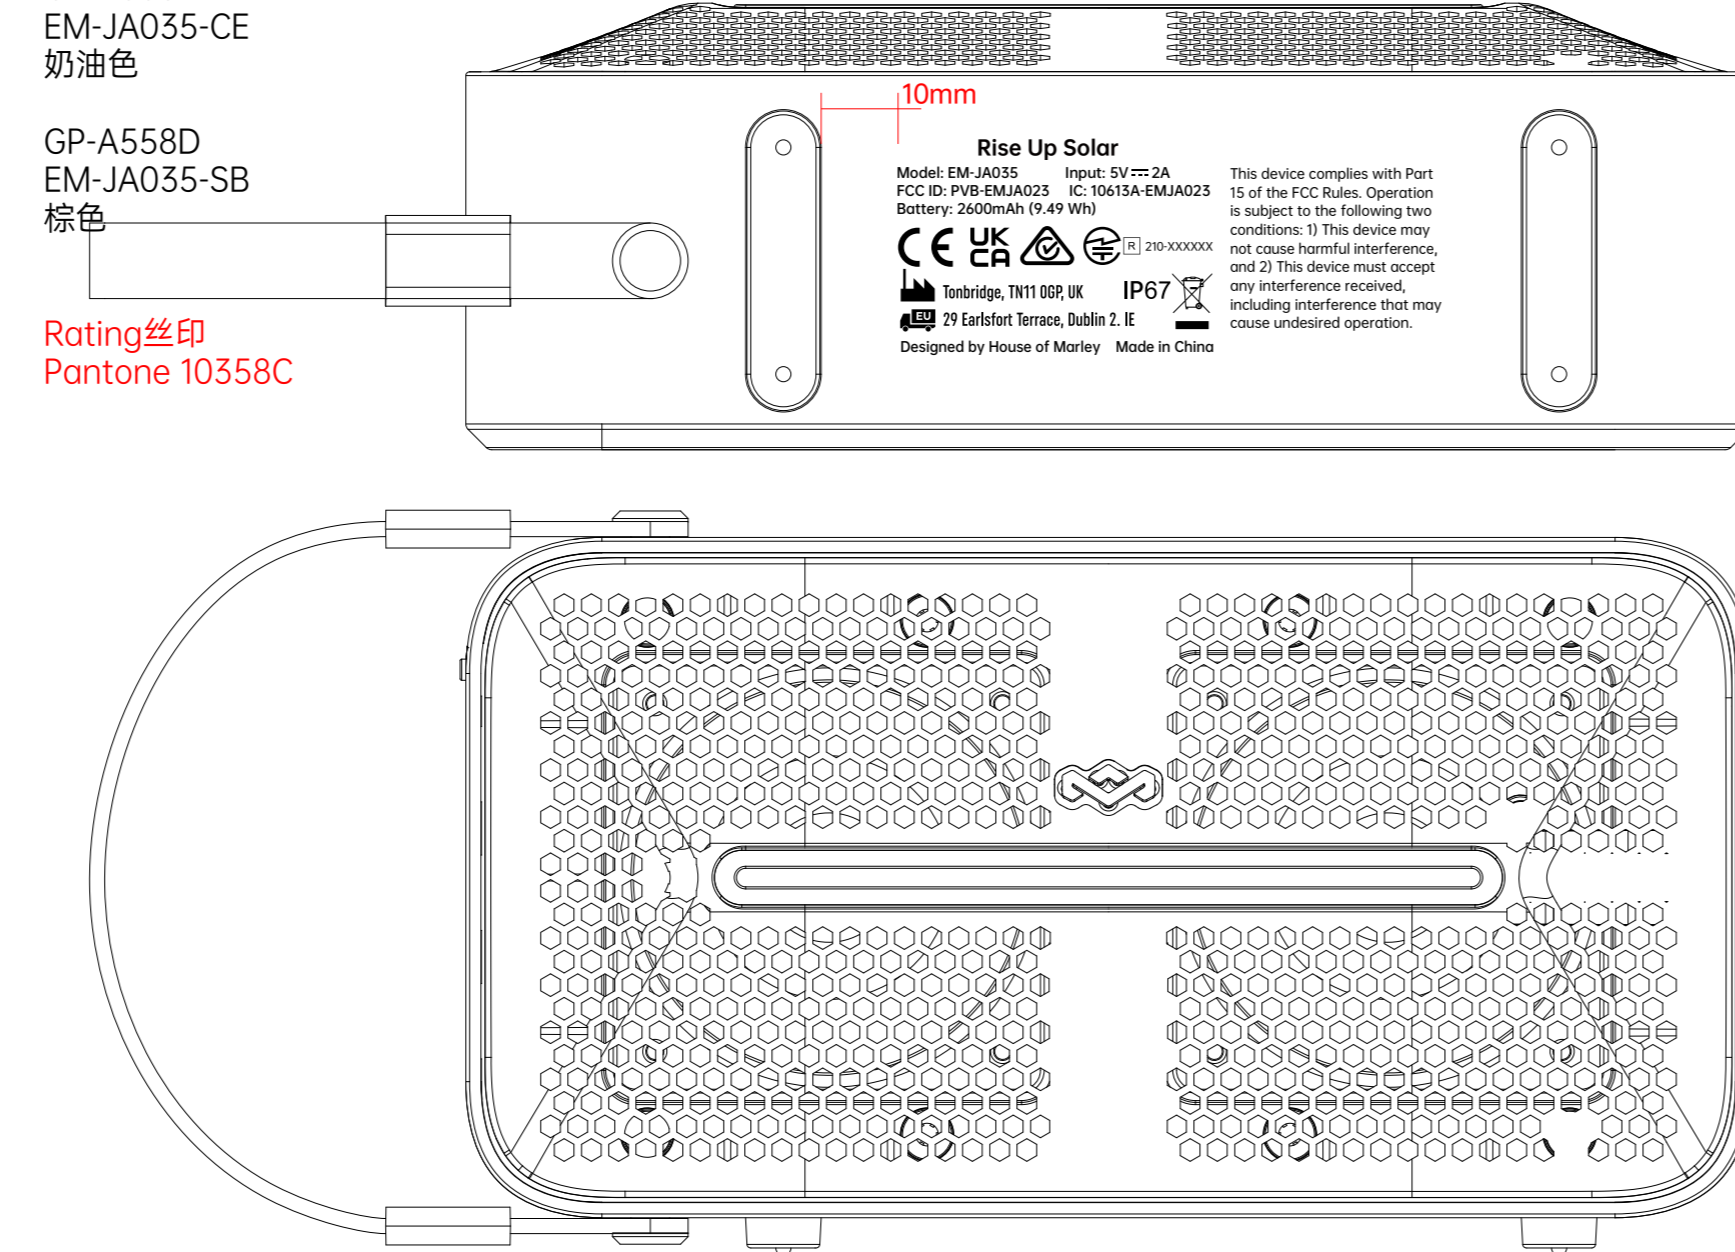 EM-JA035-CE
奶油色
GP-A558D
EM-JA035-SB
棕色
Rating丝印
Pantone 10358C
10mm
Rise Up Solar
Model: EM-JA035 Input: 5V 2A
FCC ID: PVB-EMJA023 IC: 10613A-EMJA023
Battery: 2600mAh (9.49 Wh)
CE UK CA R 210-XXXXXX
Tonbridge, TN11 0GP, UK IP67
EU 29 Earlsfort Terrace, Dublin 2. IE
Designed by House of Marley Made in China
This device complies with Part
15 of the FCC Rules. Operation
is subject to the following two
conditions: 1) This device may
not cause harmful interference,
and 2) This device must accept
any interference received,
including interference that may
cause undesired operation.